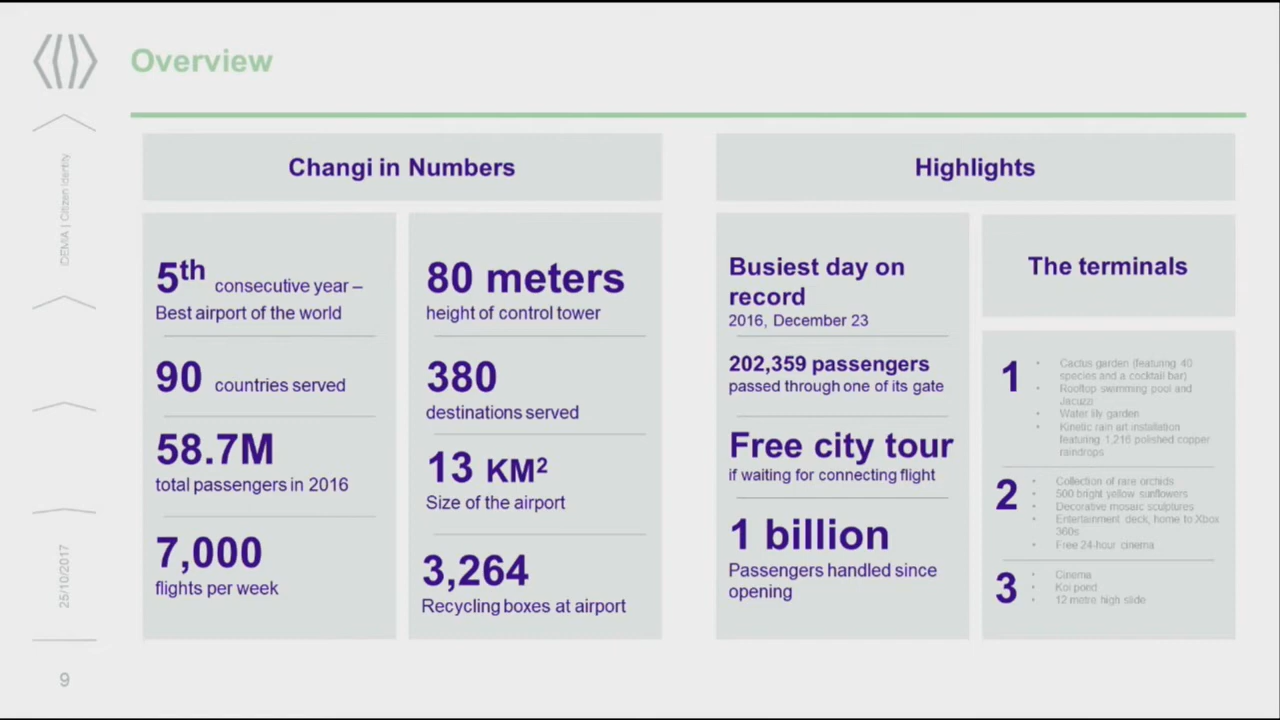 Overview
Changi in Numbers
5th consecutive year –
Best airport of the world
90 countries served
58.7M
total passengers in 2016
7,000
flights per week
80 meters
height of control tower
380
destinations served
13 KM²
Size of the airport
3,264
Recycling boxes at airport
Highlights
Busiest day on
record
2016, December 23
202,359 passengers
passed through one of its gate
Free city tour
if waiting for connecting flight
1 billion
Passengers handled since
opening
The terminals
1
• Cactus garden (featuring 40
species and a cocktail bar)
• Rooftop swimming pool and
Jacuzzi
• Water lily garden
• Kinetic rain art installation
featuring 1,216 polished copper
raindrops
2
• Collection of rare orchids
• 500 bright yellow sunflowers
• Decorative mosaic sculptures
• Entertainment deck, home to Xbox
360s
• Free 24-hour cinema
3
• Cinema
• Koi pond
• 12 metre high slide
IDEMIA | Citizen Identity
25/10/2017
9